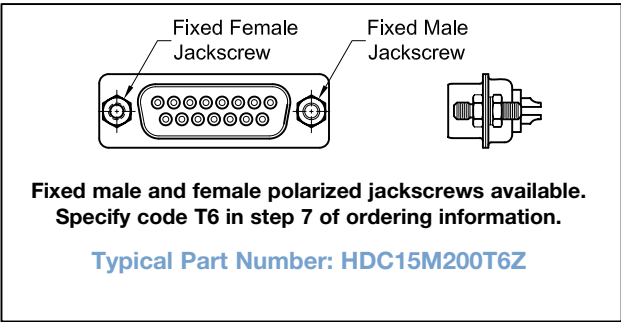 Fixed Female
Jackscrew
Fixed Male
Jackscrew
Fixed male and female polarized jackscrews available.
Specify code T6 in step 7 of ordering information.
Typical Part Number: HDC15M200T6Z